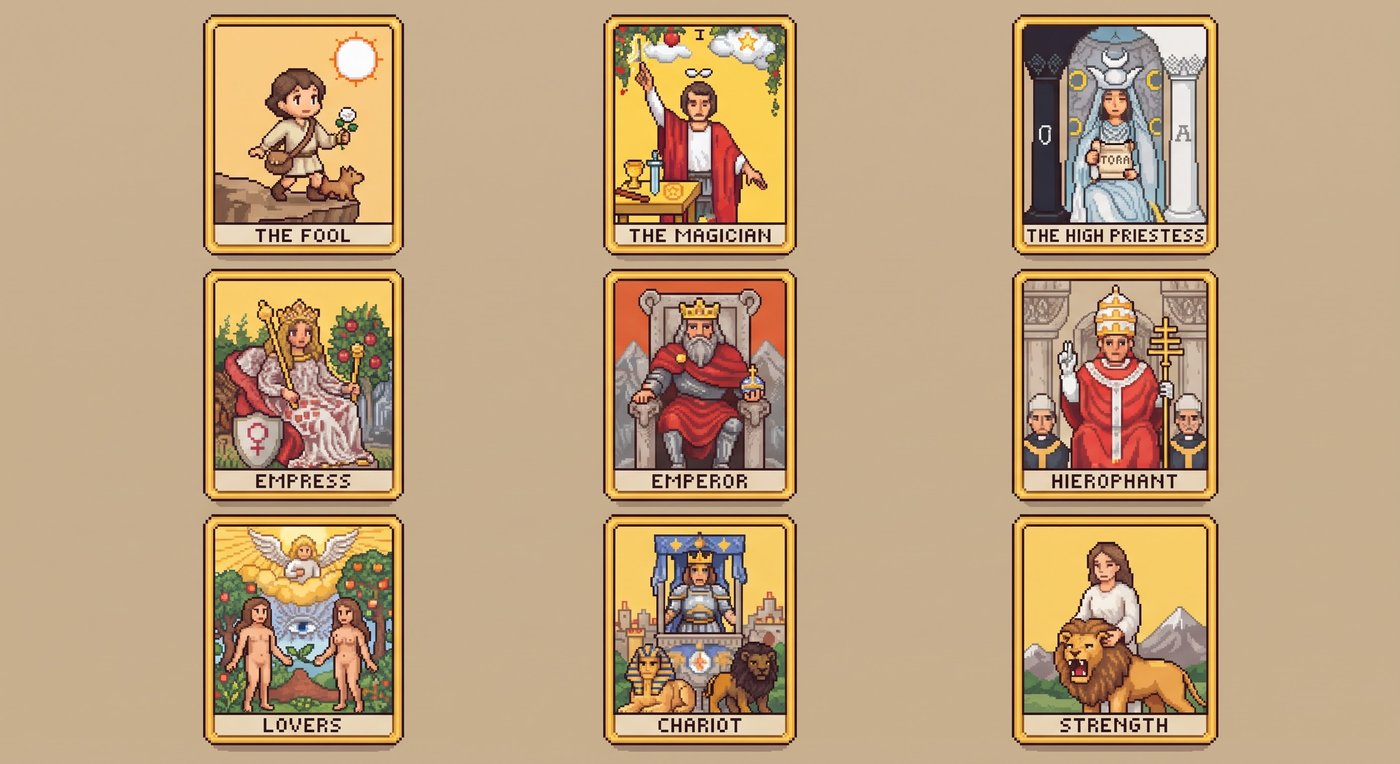 THE FOOL
I
THE MAGICIAN
O
TORA
A
THE HIGH PRIESTESS
EMPRESS
EMPEROR
HIEROPHANT
LOVERS
CHARIOT
STRENGTH